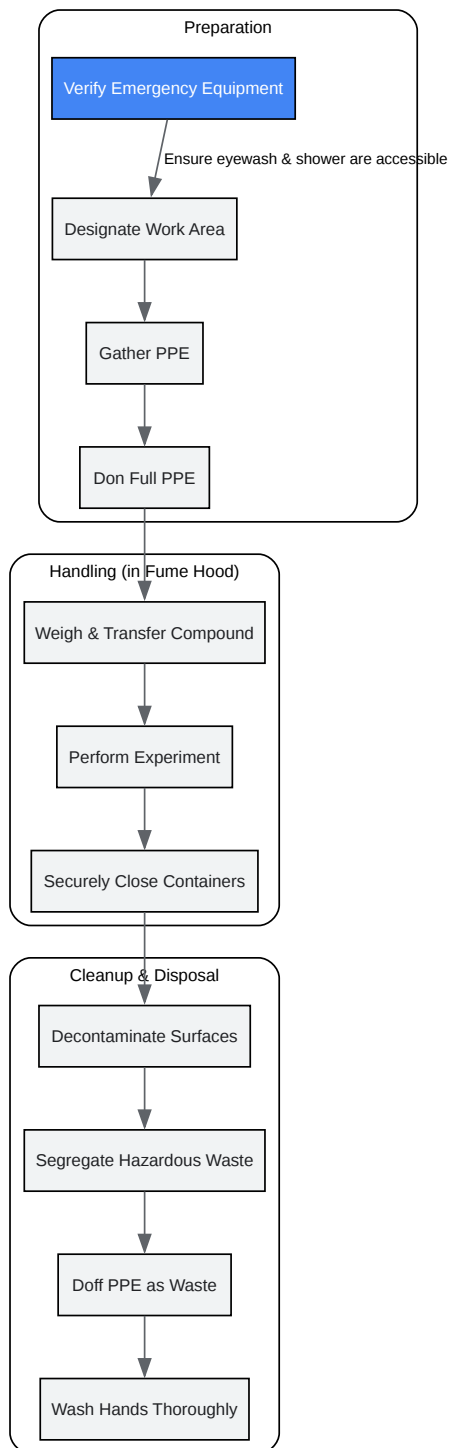 Preparation
Verify Emergency Equipment
Ensure eyewash & shower are accessible
Designate Work Area
Gather PPE
Don Full PPE
Handling (in Fume Hood)
Weigh & Transfer Compound
Perform Experiment
Securely Close Containers
Cleanup & Disposal
Decontaminate Surfaces
Segregate Hazardous Waste
Doff PPE as Waste
Wash Hands Thoroughly